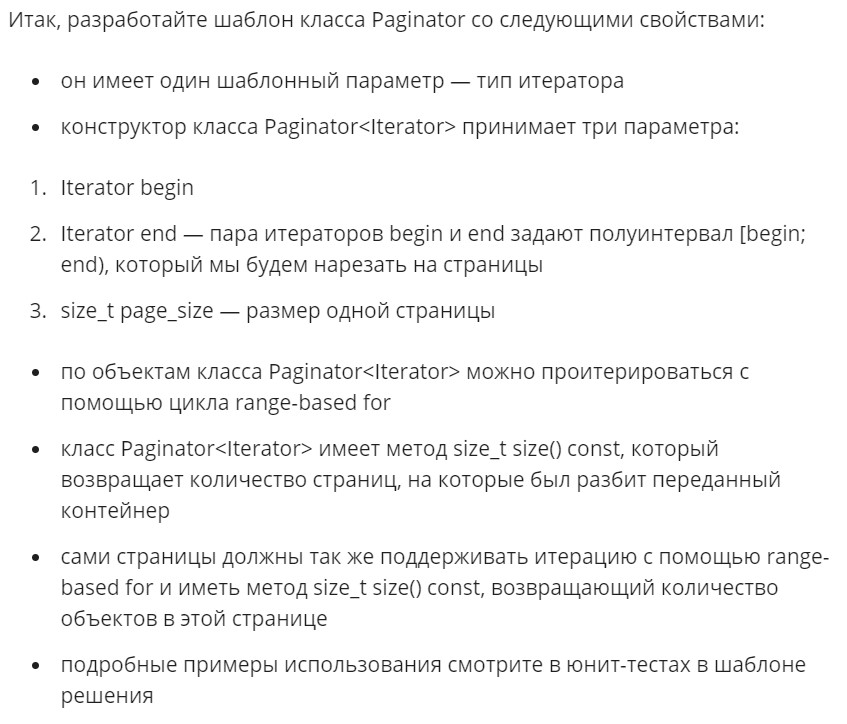 Итак, разработайте шаблон класса Paginator со следующими свойствами:
• он имеет один шаблонный параметр — тип итератора
• конструктор класса Paginator<Iterator> принимает три параметра:
1. Iterator begin
2. Iterator end — пара итераторов begin и end задают полуинтервал [begin;
end), который мы будем нарезать на страницы
3. size_t page_size — размер одной страницы
• по объектам класса Paginator<Iterator> можно проитерироваться с
помощью цикла range-based for
• класс Paginator<Iterator> имеет метод size_t size() const, который
возвращает количество страниц, на которые был разбит переданный
контейнер
• сами страницы должны так же поддерживать итерацию с помощью range-
based for и иметь метод size_t size() const, возвращающий количество
объектов в этой странице
• подробные примеры использования смотрите в юнит-тестах в шаблоне
решения